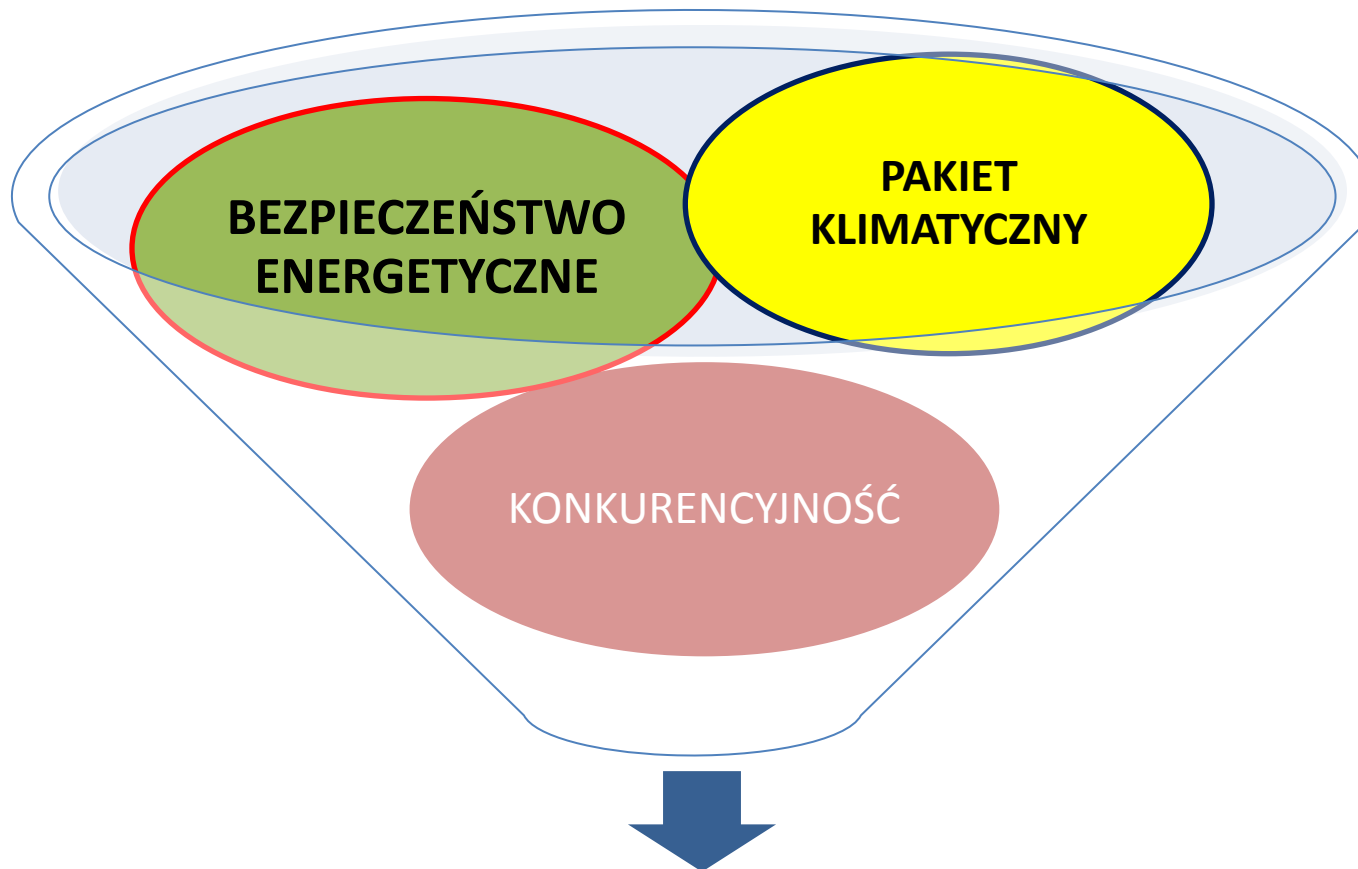 BEZPIECZEŃSTWO
ENERGETYCZNE
PAKIET
KLIMATYCZNY
KONKURENCYJNOŚĆ